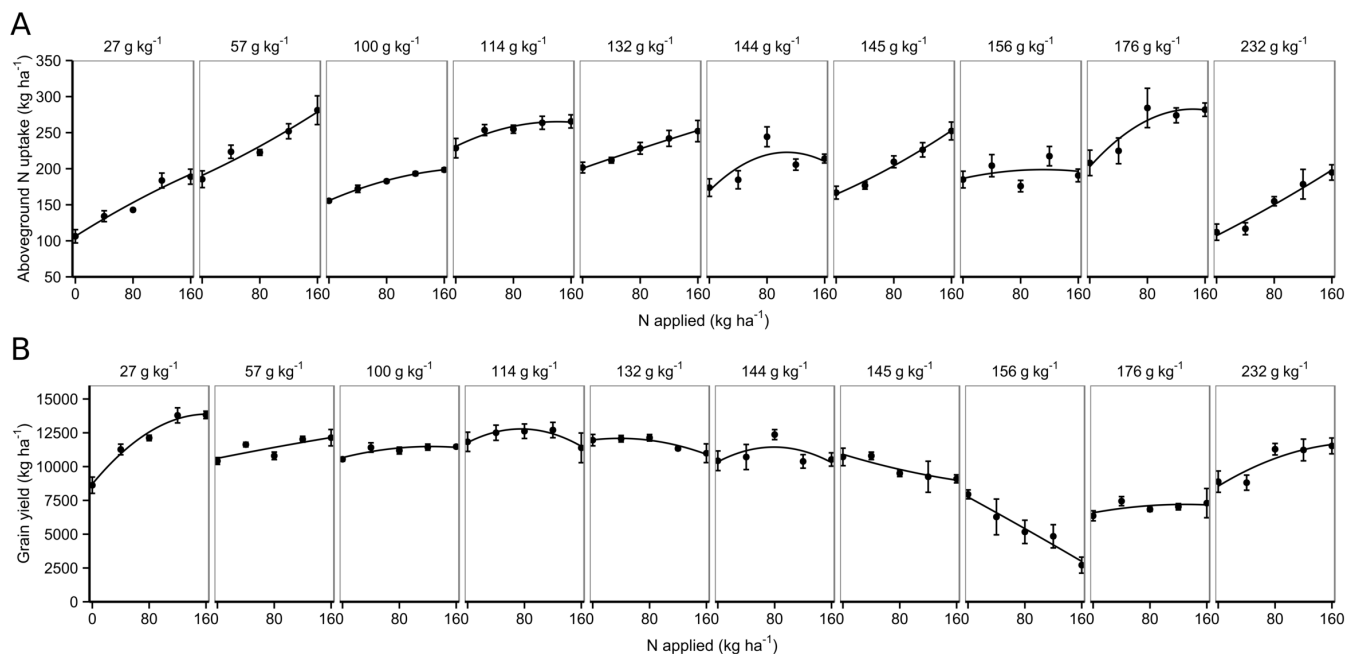 A
27 g kg⁻¹ 57 g kg⁻¹ 100 g kg⁻¹ 114 g kg⁻¹ 132 g kg⁻¹ 144 g kg⁻¹ 145 g kg⁻¹ 156 g kg⁻¹ 176 g kg⁻¹ 232 g kg⁻¹
Aboveground N uptake (kg ha⁻¹)
350
300
250
200
150
100
50
0 80 160 80 160 80 160 80 160 80 160 80 160 80 160 80 160 80 160 80 160
N applied (kg ha⁻¹)
B
27 g kg⁻¹ 57 g kg⁻¹ 100 g kg⁻¹ 114 g kg⁻¹ 132 g kg⁻¹ 144 g kg⁻¹ 145 g kg⁻¹ 156 g kg⁻¹ 176 g kg⁻¹ 232 g kg⁻¹
Grain yield (kg ha⁻¹)
15000
12500
10000
7500
5000
2500
0
0 80 160 80 160 80 160 80 160 80 160 80 160 80 160 80 160 80 160 80 160
N applied (kg ha⁻¹)